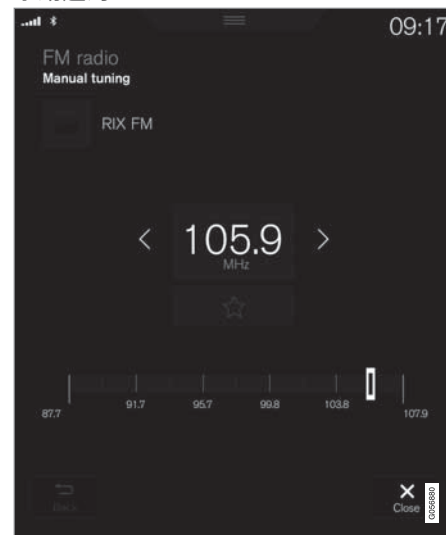 09:17
FM radio
Manual tuning
RIX FM
105.9
MHz
87.7 91.7 95.7 99.8 103.8 107.9
Back
Close
G056880